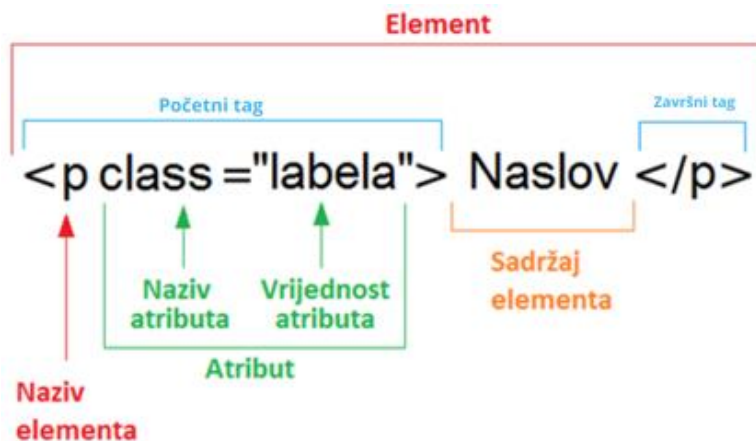 Element
Početni tag
Završni tag
<p class ="labela"> Naslov </p>
Naziv
atributa
Vrijednost
atributa
Sadržaj
elementa
Atribut
Naziv
elementa